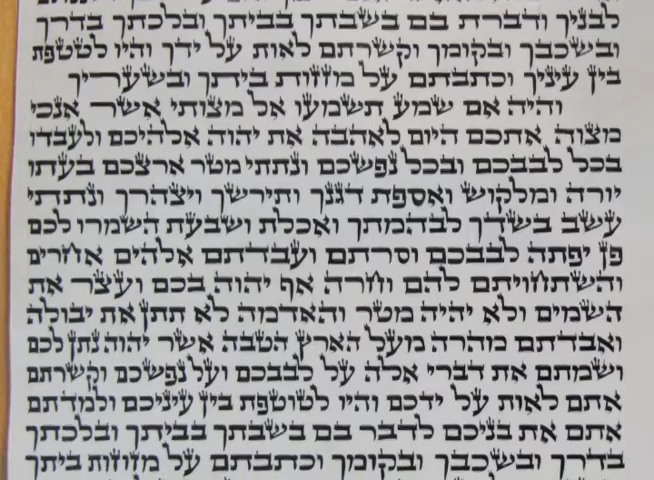 לבניך ודברת בם בשבתך בביתך ובלכתך בדרך
ובשכבך ובקומך וקשרתם לאות על ידך והיו לטטפת
בין עיניך וכתבתם על מזזות ביתך ובשעריך
והיה אם שמע תשמעו אל מצותי אשר אנכי
מצוה אתכם היום לאהבה את יהוה אלהיכם ולעבדו
בכל לבבכם ובכל נפשכם ונתתי מטר ארצכם בעתו
יורה ומלקוש ואספת דגנך ותירשך ויצהרך ונתתי
עשב בשדך לבהמתך ואכלת ושבעת השמרו לכם
פן יפתה לבבכם וסרתם ועבדתם אלהים אחרים
והשתחויתם להם וחרה אף יהוה בכם ועצר את
השמים ולא יהיה מטר והאדמה לא תתן את יבולה
ואבדתם מהרה מעל הארץ הטבה אשר יהוה נתן לכם
ושמתם את דברי אלה על לבבכם ועל נפשכם וקשרתם
אתם לאות על ידכם והיו לטוטפת בין עיניכם ולמדתם
אתם את בניכם לדבר בם בשבתך בביתך ובלכתך
בדרך ובשכבך ובקומך וכתבתם על מזוזות ביתך